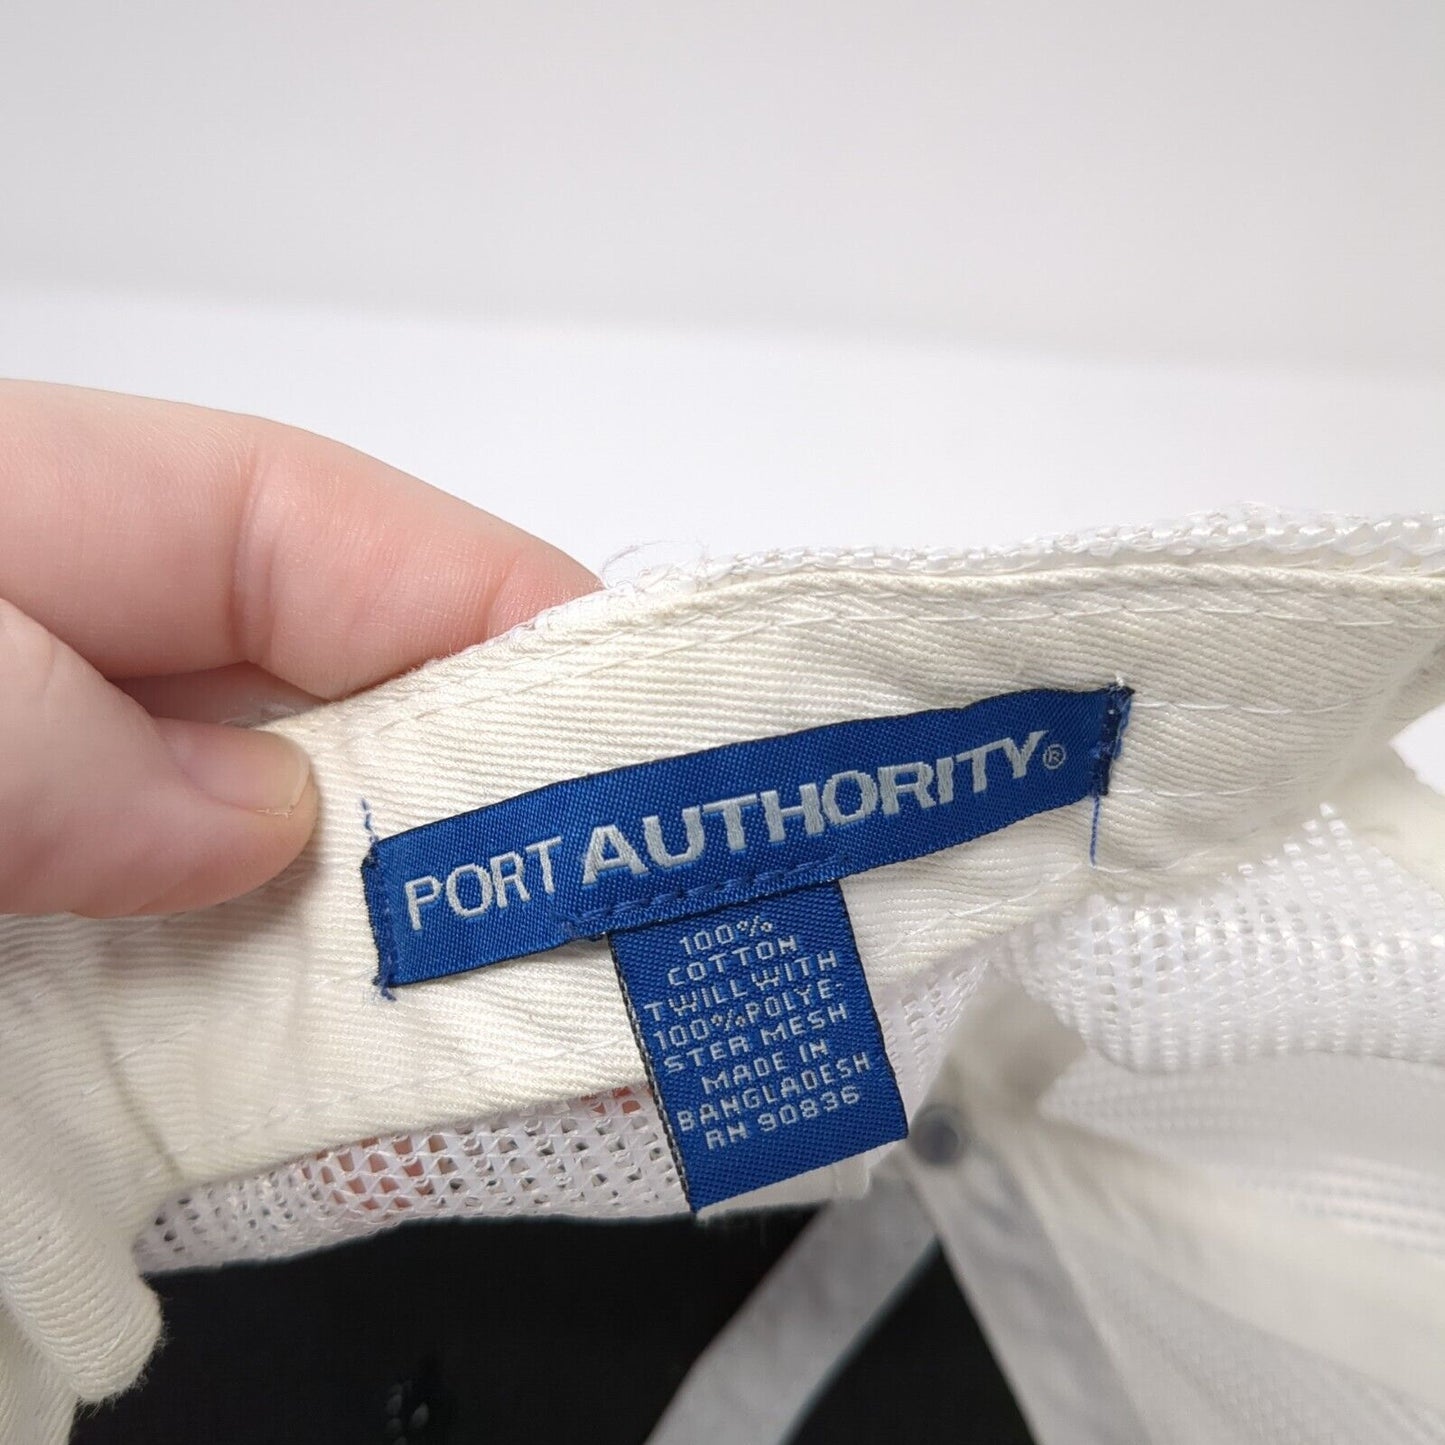 PORT AUTHORITY®
100%
COTTON
TWILL WITH
100% POLYE-
STER MESH
MADE IN
BANGLADESH
RN 90836